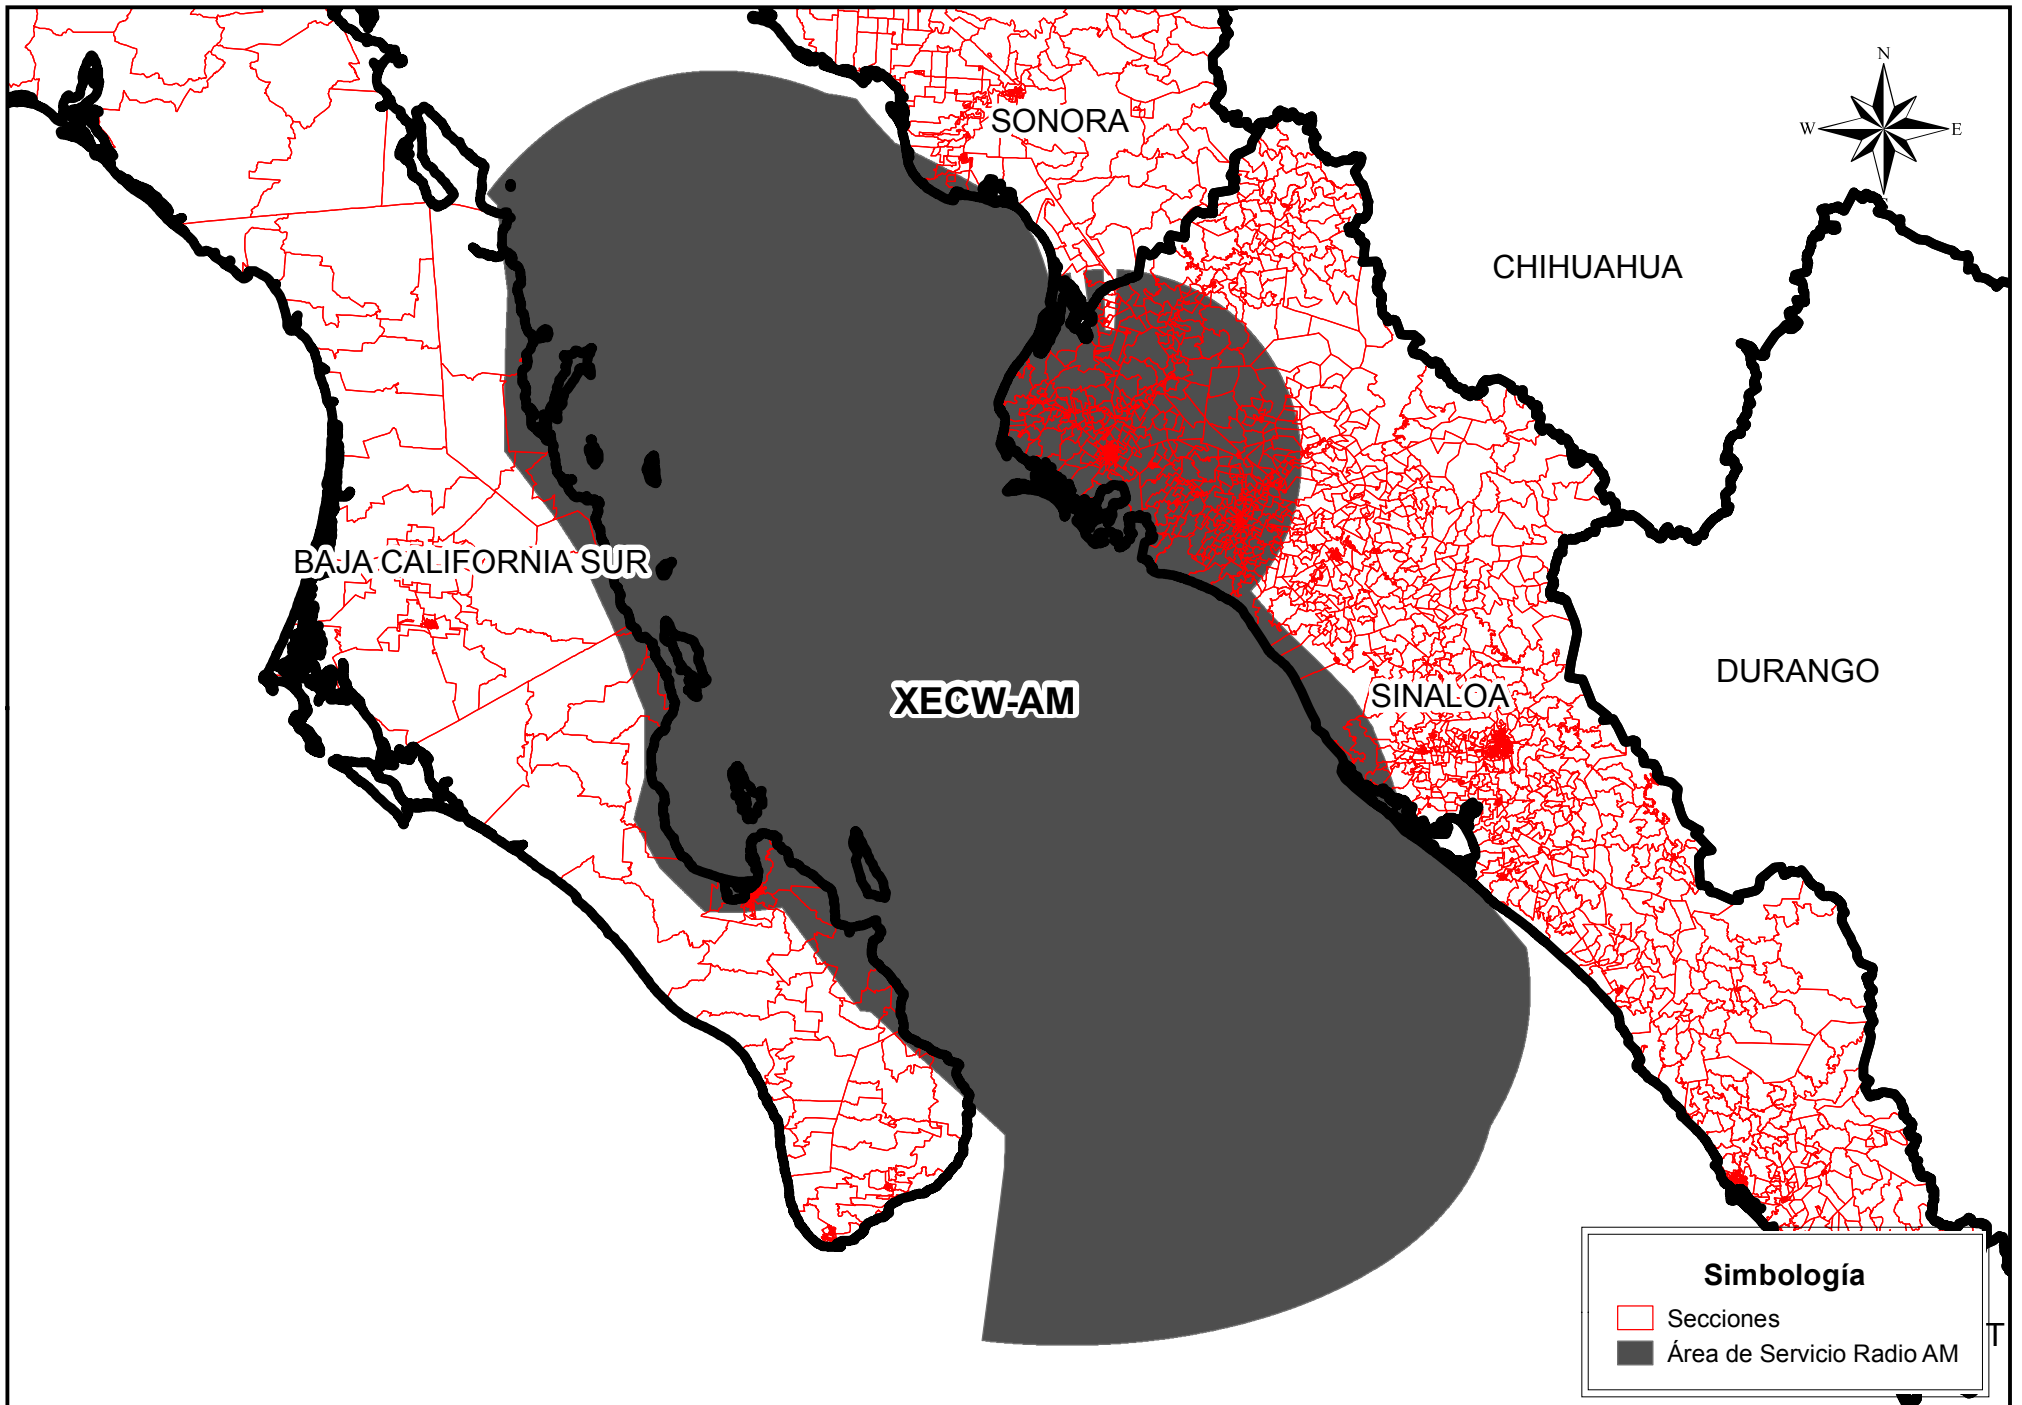 N
W
E
SONORA
CHIHUAHUA
BAJA CALIFORNIA SUR
DURANGO
SINALOA
XECW-AM
Simbología
Secciones
Área de Servicio Radio AM
T